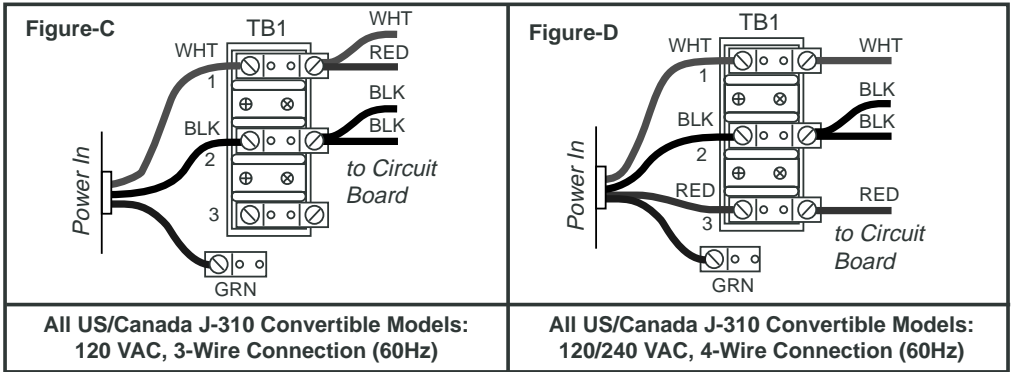 Figure-C
TB1
WHT
WHT
RED
1
BLK
BLK
BLK
2
to Circuit
Board
3
Power In
GRN
All US/Canada J-310 Convertible Models:
120 VAC, 3-Wire Connection (60Hz)
Figure-D
TB1
WHT
WHT
1
BLK
BLK
BLK
2
RED
RED
3
to Circuit
Board
Power In
GRN
All US/Canada J-310 Convertible Models:
120/240 VAC, 4-Wire Connection (60Hz)